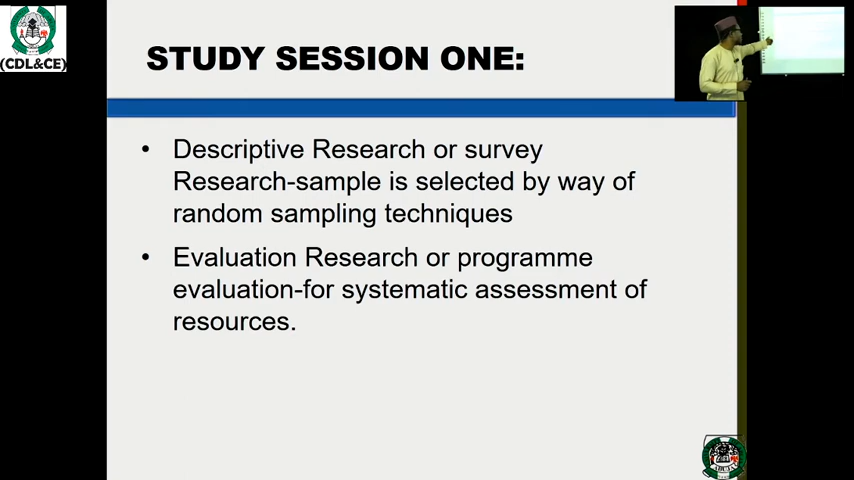 (CDL&CE)
STUDY SESSION ONE:
• Descriptive Research or survey
Research-sample is selected by way of
random sampling techniques
• Evaluation Research or programme
evaluation-for systematic assessment of
resources.